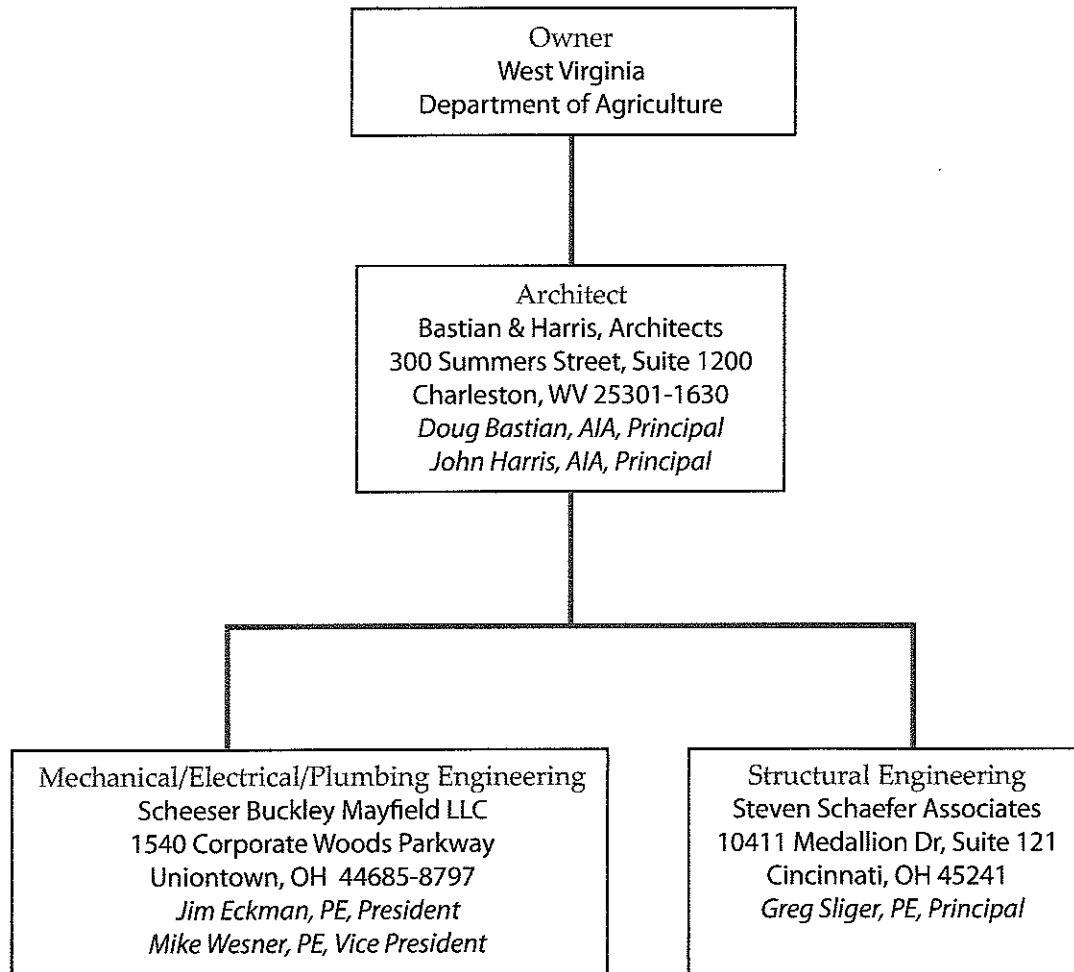 Owner
West Virginia
Department of Agriculture
Architect
Bastian & Harris, Architects
300 Summers Street, Suite 1200
Charleston, WV 25301-1630
Doug Bastian, AIA, Principal
John Harris, AIA, Principal
Mechanical/Electrical/Plumbing Engineering
Scheeser Buckley Mayfield LLC
1540 Corporate Woods Parkway
Uniontown, OH 44685-8797
Jim Eckman, PE, President
Mike Wesner, PE, Vice President
Structural Engineering
Steven Schaefer Associates
10411 Medallion Dr, Suite 121
Cincinnati, OH 45241
Greg Sliger, PE, Principal